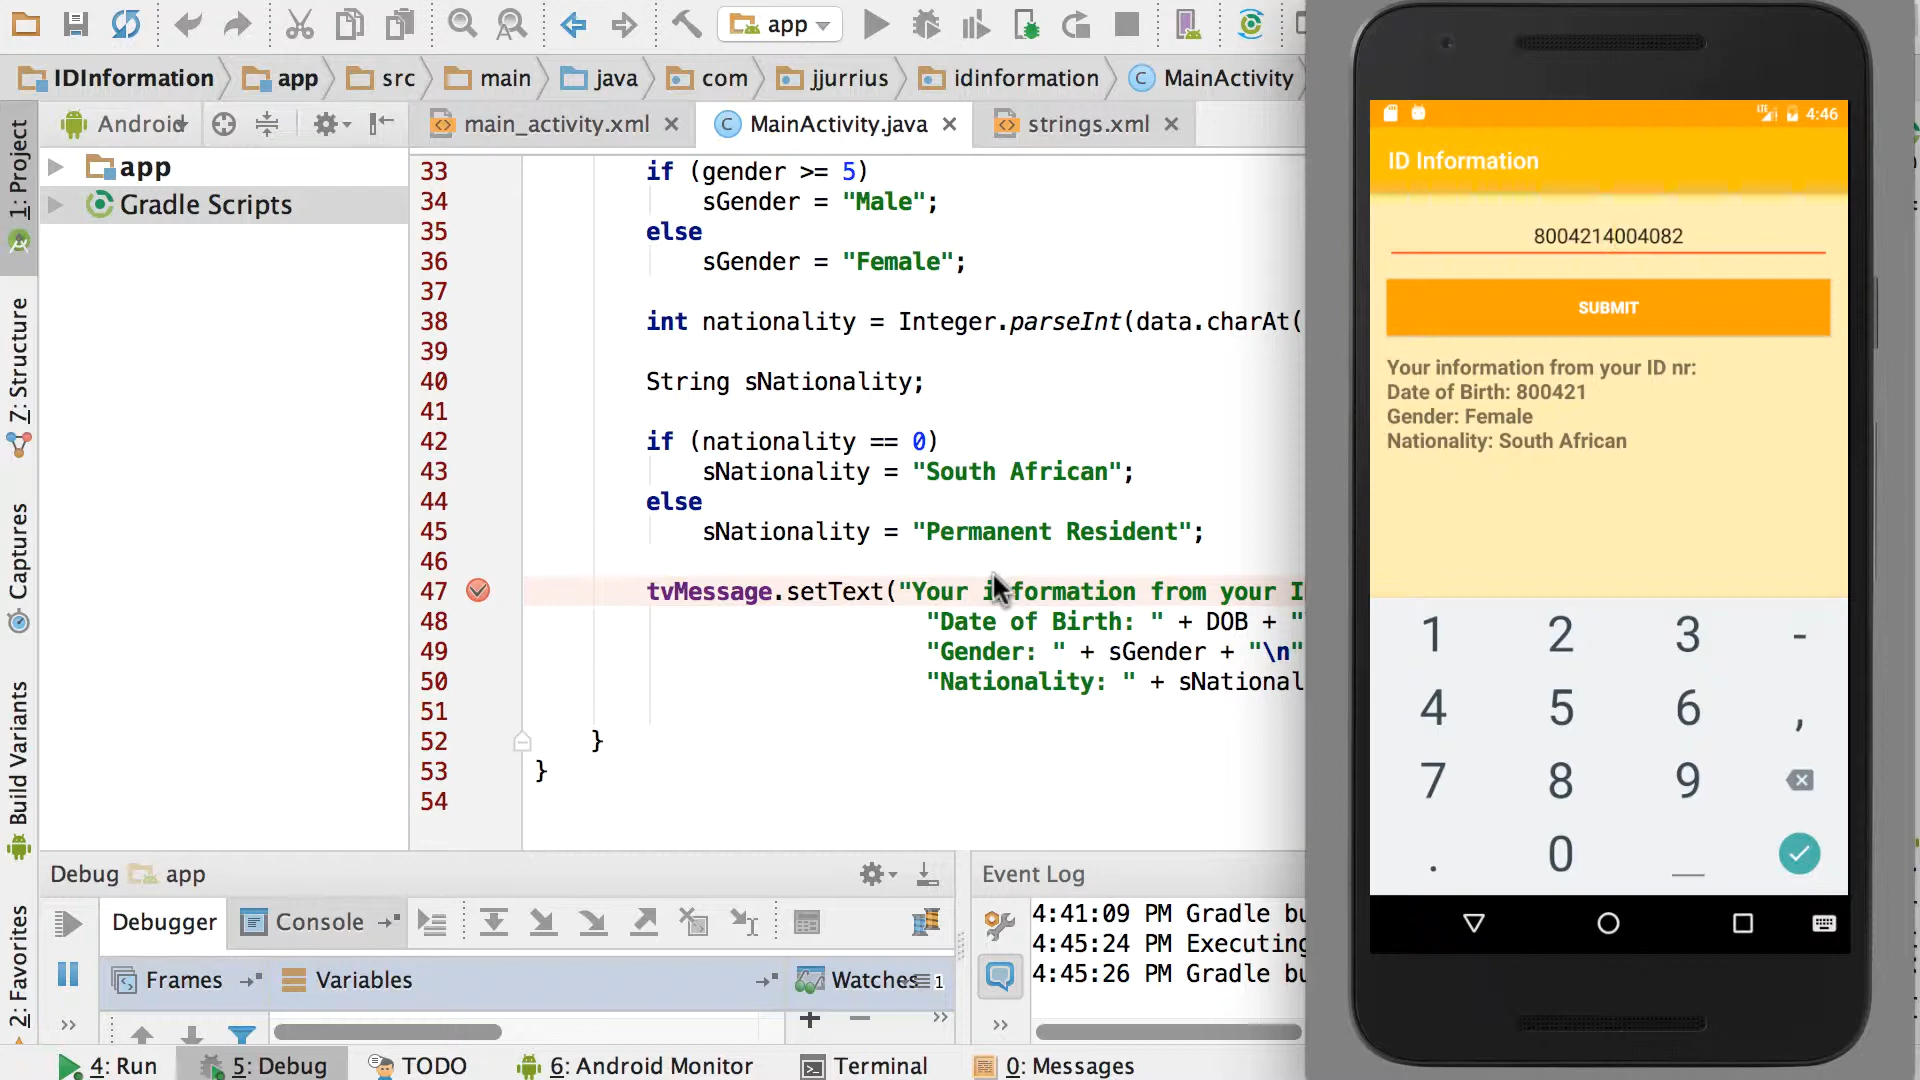 app
IDInformation app src main java com jjurrius idinformation MainActivity
Android
main_activity.xml
MainActivity.java
strings.xml
1: Project
7: Structure
Captures
Build Variants
2: Favorites
app
Gradle Scripts
33 if (gender >= 5)
34 sGender = "Male";
35 else
36 sGender = "Female";
37
38 int nationality = Integer.parseInt(data.charAt(
39
40 String sNationality;
41
42 if (nationality == 0)
43 sNationality = "South African";
44 else
45 sNationality = "Permanent Resident";
46
47 tvMessage.setText("Your information from your I
48 "Date of Birth: " + DOB + "
49 "Gender: " + sGender + "\n"
50 "Nationality: " + sNational
51
52 }
53 }
54
Debug app
Debugger Console
Frames Variables Watches 1
Event Log
4:41:09 PM Gradle bu
4:45:24 PM Executing
4:45:26 PM Gradle bu
4: Run 5: Debug TODO 6: Android Monitor Terminal 0: Messages
LTE 4:46
ID Information
8004214004082
SUBMIT
Your information from your ID nr:
Date of Birth: 800421
Gender: Female
Nationality: South African
1 2 3 -
4 5 6 ,
7 8 9
. 0 _